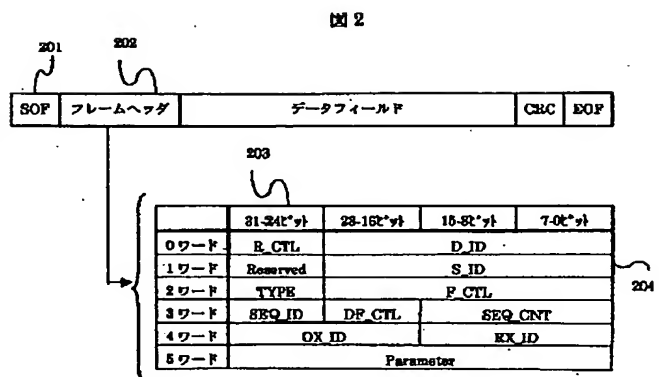 図 2
201
202
SOF フレームヘッダ データフィールド CRC EOF
203
31-24ビット 23-16ビット 15-8ビット 7-0ビット
0ワード R_CTL D_ID
1ワード Reserved S_ID
2ワード TYPE F_CTL
3ワード SEQ_ID DF_CTL SEQ_CNT
204
4ワード OX_ID RX_ID
5ワード Parameter